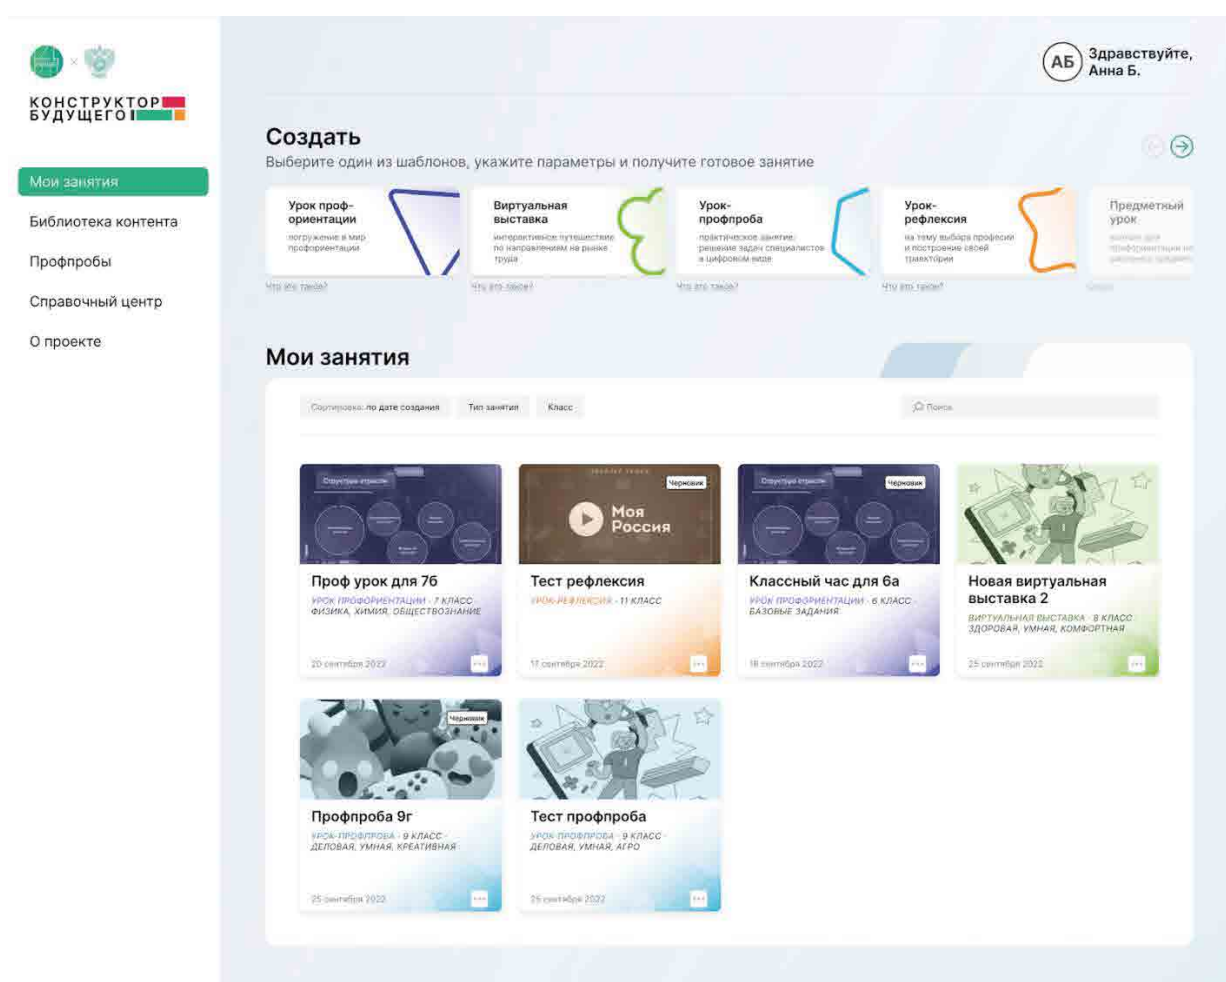 КОНСТРУКТОР
БУДУЩЕГО
Мои занятия
Библиотека контента
Профпробы
Справочный центр
О проекте
АБ
Здравствуйте,
Анна Б.
Создать
Выберите один из шаблонов, укажите параметры и получите готовое занятие
Урок проф-
ориентации
погружение в мир
профориентации
Что это такое?
Виртуальная
выставка
интерактивное путешествие
по направлениям на рынке
труда
Что это такое?
Урок-
профпроба
практическое занятие:
решение задач специалистов
в цифровом виде
Что это такое?
Урок-
рефлексия
на тему выбора професии
и построение своей
траектории
Что это такое?
Предметный
урок
Мои занятия
Сортировка: по дате создания
Тип занятия
Класс
Поиск
Структура отрасли
Проф урок для 7б
УРОК ПРОФОРИЕНТАЦИИ - 7 КЛАСС -
ФИЗИКА, ХИМИЯ, ОБЩЕСТВОЗНАНИЕ
20 сентября 2022
Черновик
Моя
Россия
Тест рефлексия
УРОК-РЕФЛЕКСИЯ - 11 КЛАСС
17 сентября 2022
Структура отрасли
Черновик
Классный час для 6а
УРОК ПРОФОРИЕНТАЦИИ - 6 КЛАСС -
БАЗОВЫЕ ЗАДАНИЯ
18 сентября 2022
Новая виртуальная
выставка 2
ВИРТУАЛЬНАЯ ВЫСТАВКА - 8 КЛАСС
ЗДОРОВАЯ, УМНАЯ, КОМФОРТНАЯ
25 сентября 2022
Черновик
Профпроба 9г
УРОК-ПРОФПРОБА - 9 КЛАСС -
ДЕЛОВАЯ, УМНАЯ, КРЕАТИВНАЯ
25 сентября 2022
Тест профпроба
УРОК-ПРОФПРОБА - 9 КЛАСС -
ДЕЛОВАЯ, УМНАЯ, АГРО
25 сентября 2022